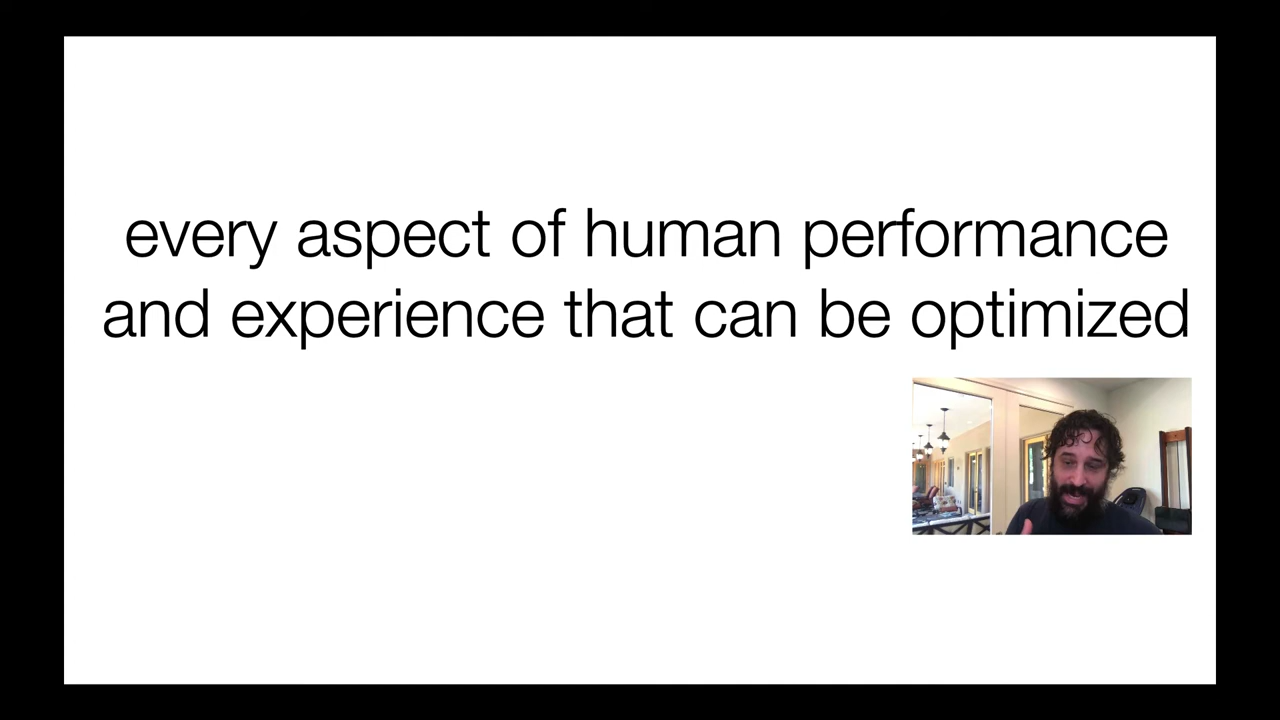 every aspect of human performance
and experience that can be optimized